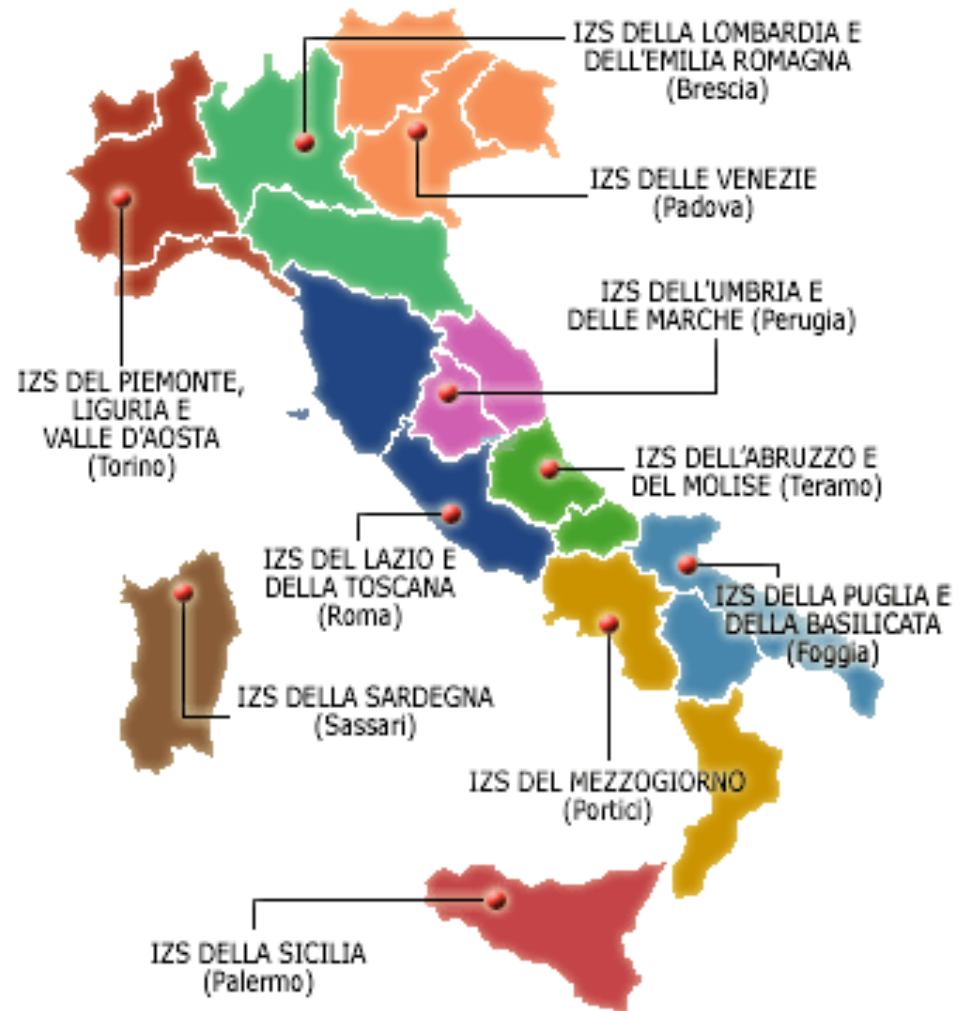 IZS DELLA LOMBARDIA E
DELL'EMILIA ROMAGNA
(Brescia)
IZS DELLE VENEZIE
(Padova)
IZS DELL'UMBRIA E
DELLE MARCHE (Perugia)
IZS DEL PIEMONTE,
LIGURIA E
VALLE D'AOSTA
(Torino)
IZS DELL'ABRUZZO E
DEL MOLISE (Teramo)
IZS DEL LAZIO E
DELLA TOSCANA
(Roma)
IZS DELLA PUGLIA E
DELLA BASILICATA
(Foggia)
IZS DELLA SARDEGNA
(Sassari)
IZS DEL MEZZOGIORNO
(Portici)
IZS DELLA SICILIA
(Palermo)